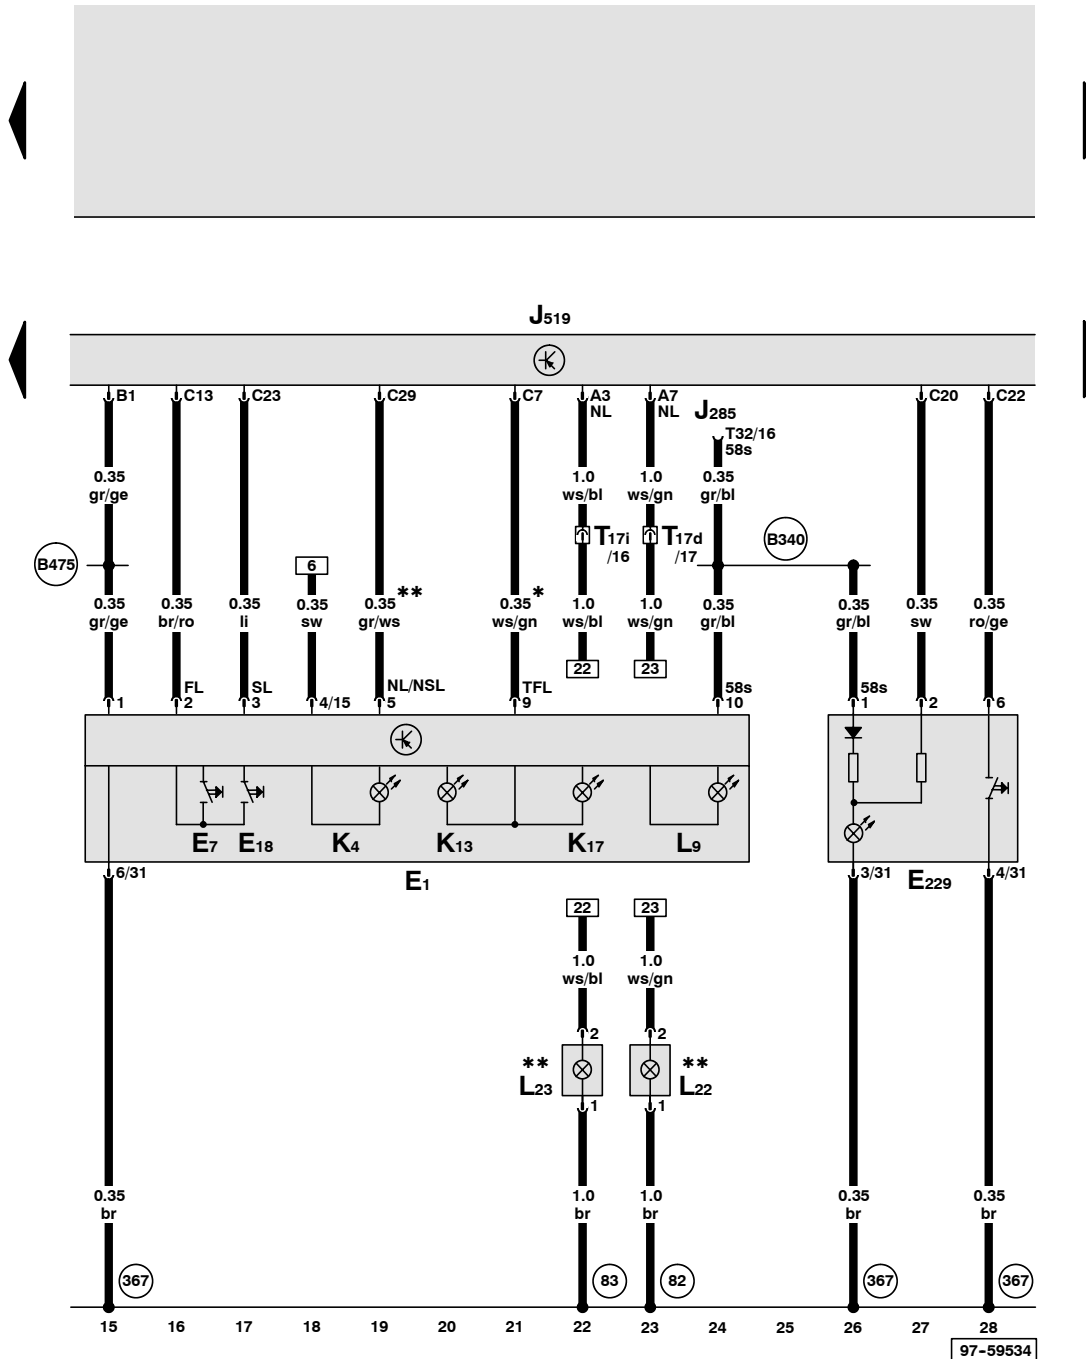 J519
B1 C13 C23 C29 C7 A3 A7 C20 C22
NL NL
J285
T32/16
58s
0.35 1.0 1.0 0.35
gr/ge ws/bl ws/gn gr/bl
B475 T17i T17d B340
/16 /17
6
** *
0.35 0.35 0.35 0.35 0.35 0.35 1.0 1.0 0.35 0.35 0.35 0.35
gr/ge br/ro li sw gr/ws ws/gn ws/bl ws/gn gr/bl gr/bl sw ro/ge
22 23
FL SL NL/NSL TFL 58s 58s
1 2 3 4/15 5 9 10 1 2 6
E7 E18 K4 K13 K17 L9
6/31 E1 3/31 E229 4/31
22 23
1.0 1.0
ws/bl ws/gn
2 2
** **
L23 L22
1 1
0.35 1.0 1.0 0.35 0.35
br br br br br
367 83 82 367 367
15 16 17 18 19 20 21 22 23 24 25 26 27 28
97-59534